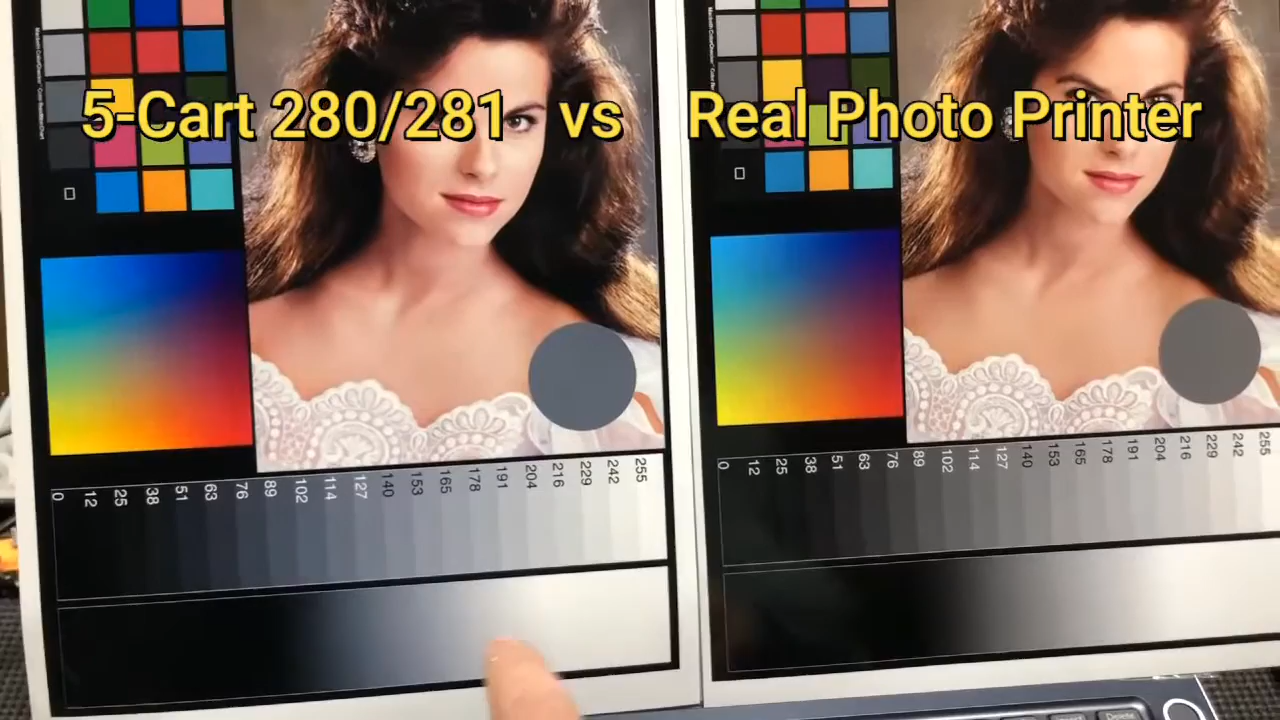 5-Cart 280/281 vs Real Photo Printer
0 12 25 38 51 63 76 89 102 114 127 140 153 165 178 191 204 216 229 242 255
0 12 25 38 51 63 76 89 102 114 127 140 153 165 178 191 204 216 229 242 255
Delete